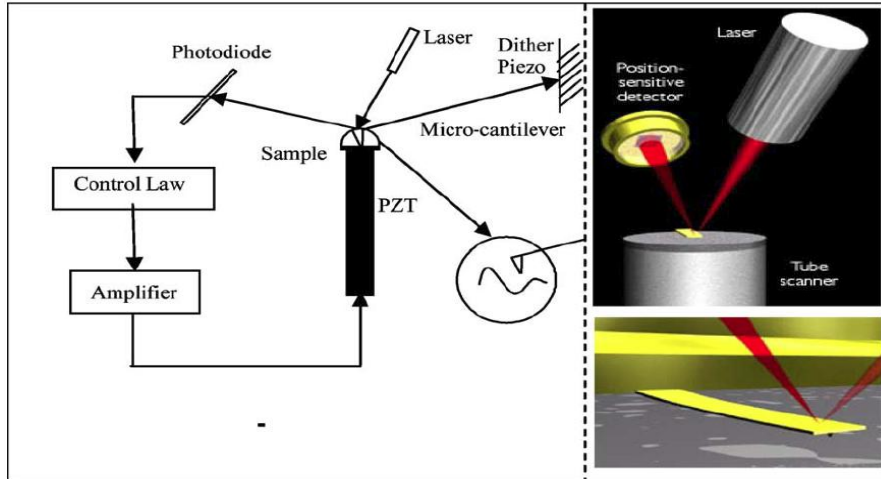 Photodiode
Laser
Dither
Piezo
Micro-cantilever
Sample
Control Law
PZT
Amplifier
Laser
Position-
sensitive
detector
Tube
scanner